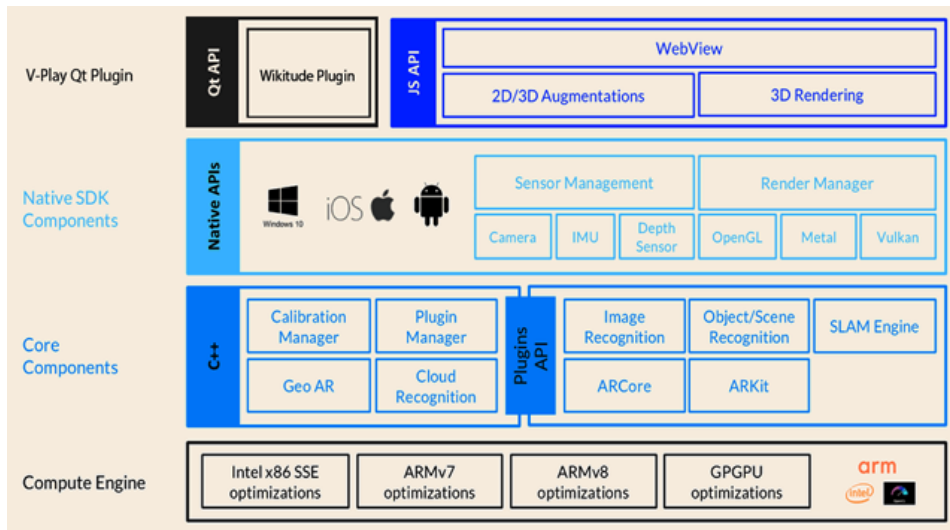 V-Play Qt Plugin
Qt API
Wikitude Plugin
JS API
WebView
2D/3D Augmentations
3D Rendering
Native SDK
Components
Native APIs
Windows 10
iOS
Sensor Management
Render Manager
Camera
IMU
Depth
Sensor
OpenGL
Metal
Vulkan
Core
Components
C++
Calibration
Manager
Plugin
Manager
Geo AR
Cloud
Recognition
Plugins
API
Image
Recognition
Object/Scene
Recognition
SLAM Engine
ARCore
ARKit
Compute Engine
Intel x86 SSE
optimizations
ARMv7
optimizations
ARMv8
optimizations
GPGPU
optimizations
arm
intel